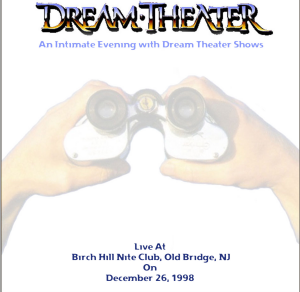 DREAM THEATER
An Intimate Evening with Dream Theater Shows
Live At
Birch Hill Nite Club, Old Bridge, NJ
On
December 26, 1998